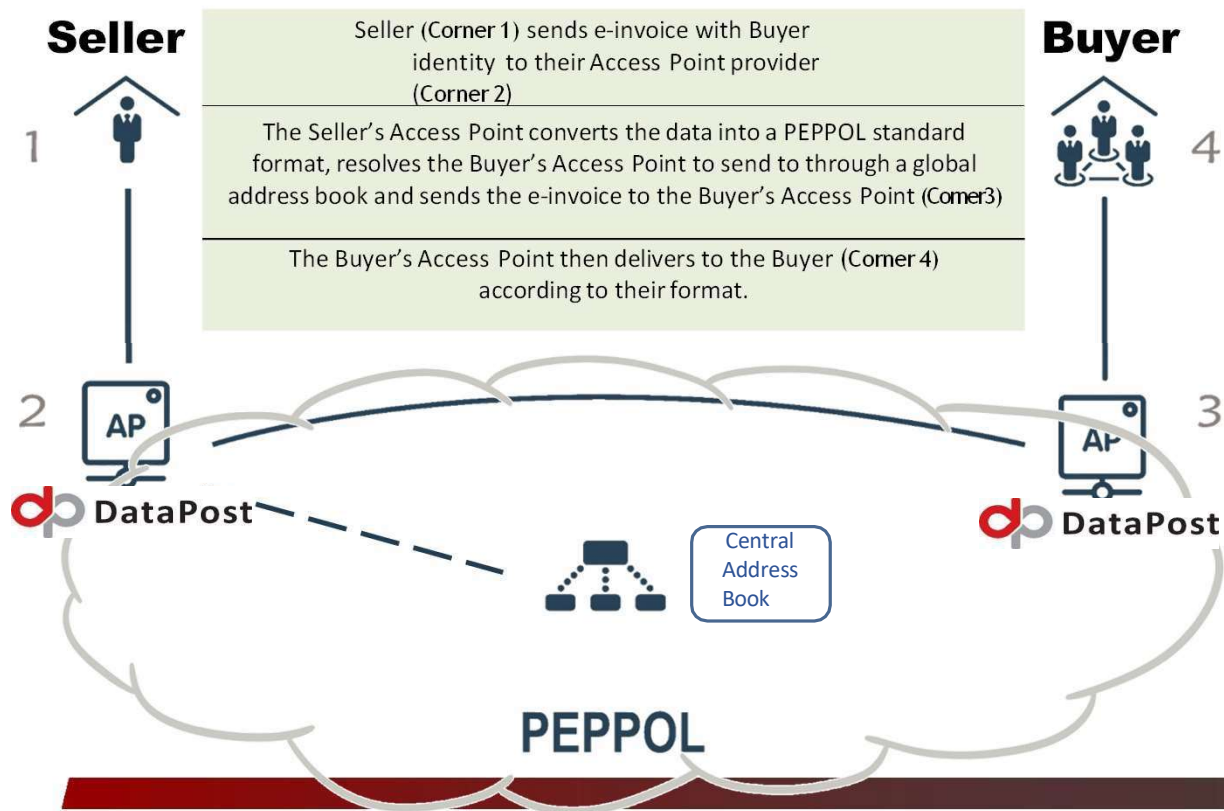 Seller
Seller (Corner 1) sends e-invoice with Buyer
identity to their Access Point provider
(Corner 2)
The Seller's Access Point converts the data into a PEPPOL standard
format, resolves the Buyer's Access Point to send to through a global
address book and sends the e-invoice to the Buyer's Access Point (Corner3)
The Buyer's Access Point then delivers to the Buyer (Corner 4)
according to their format.
Buyer
1
4
2
AP
3
AP
dp DataPost
dp DataPost
Central
Address
Book
PEPPOL